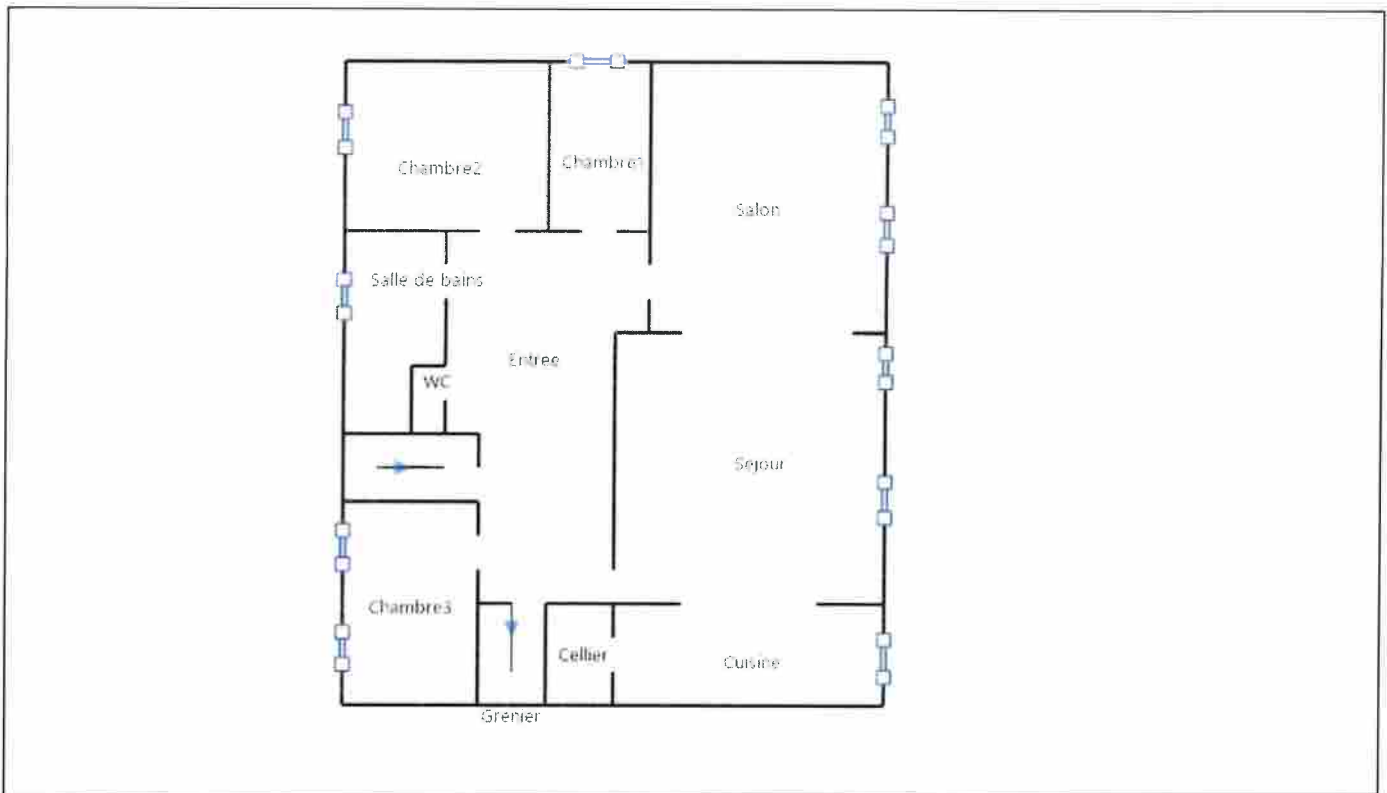 Chambre2
Chambre1
Salon
Salle de bains
Entree
WC
Sejour
Chambre3
Cellier
Cuisine
Grenier